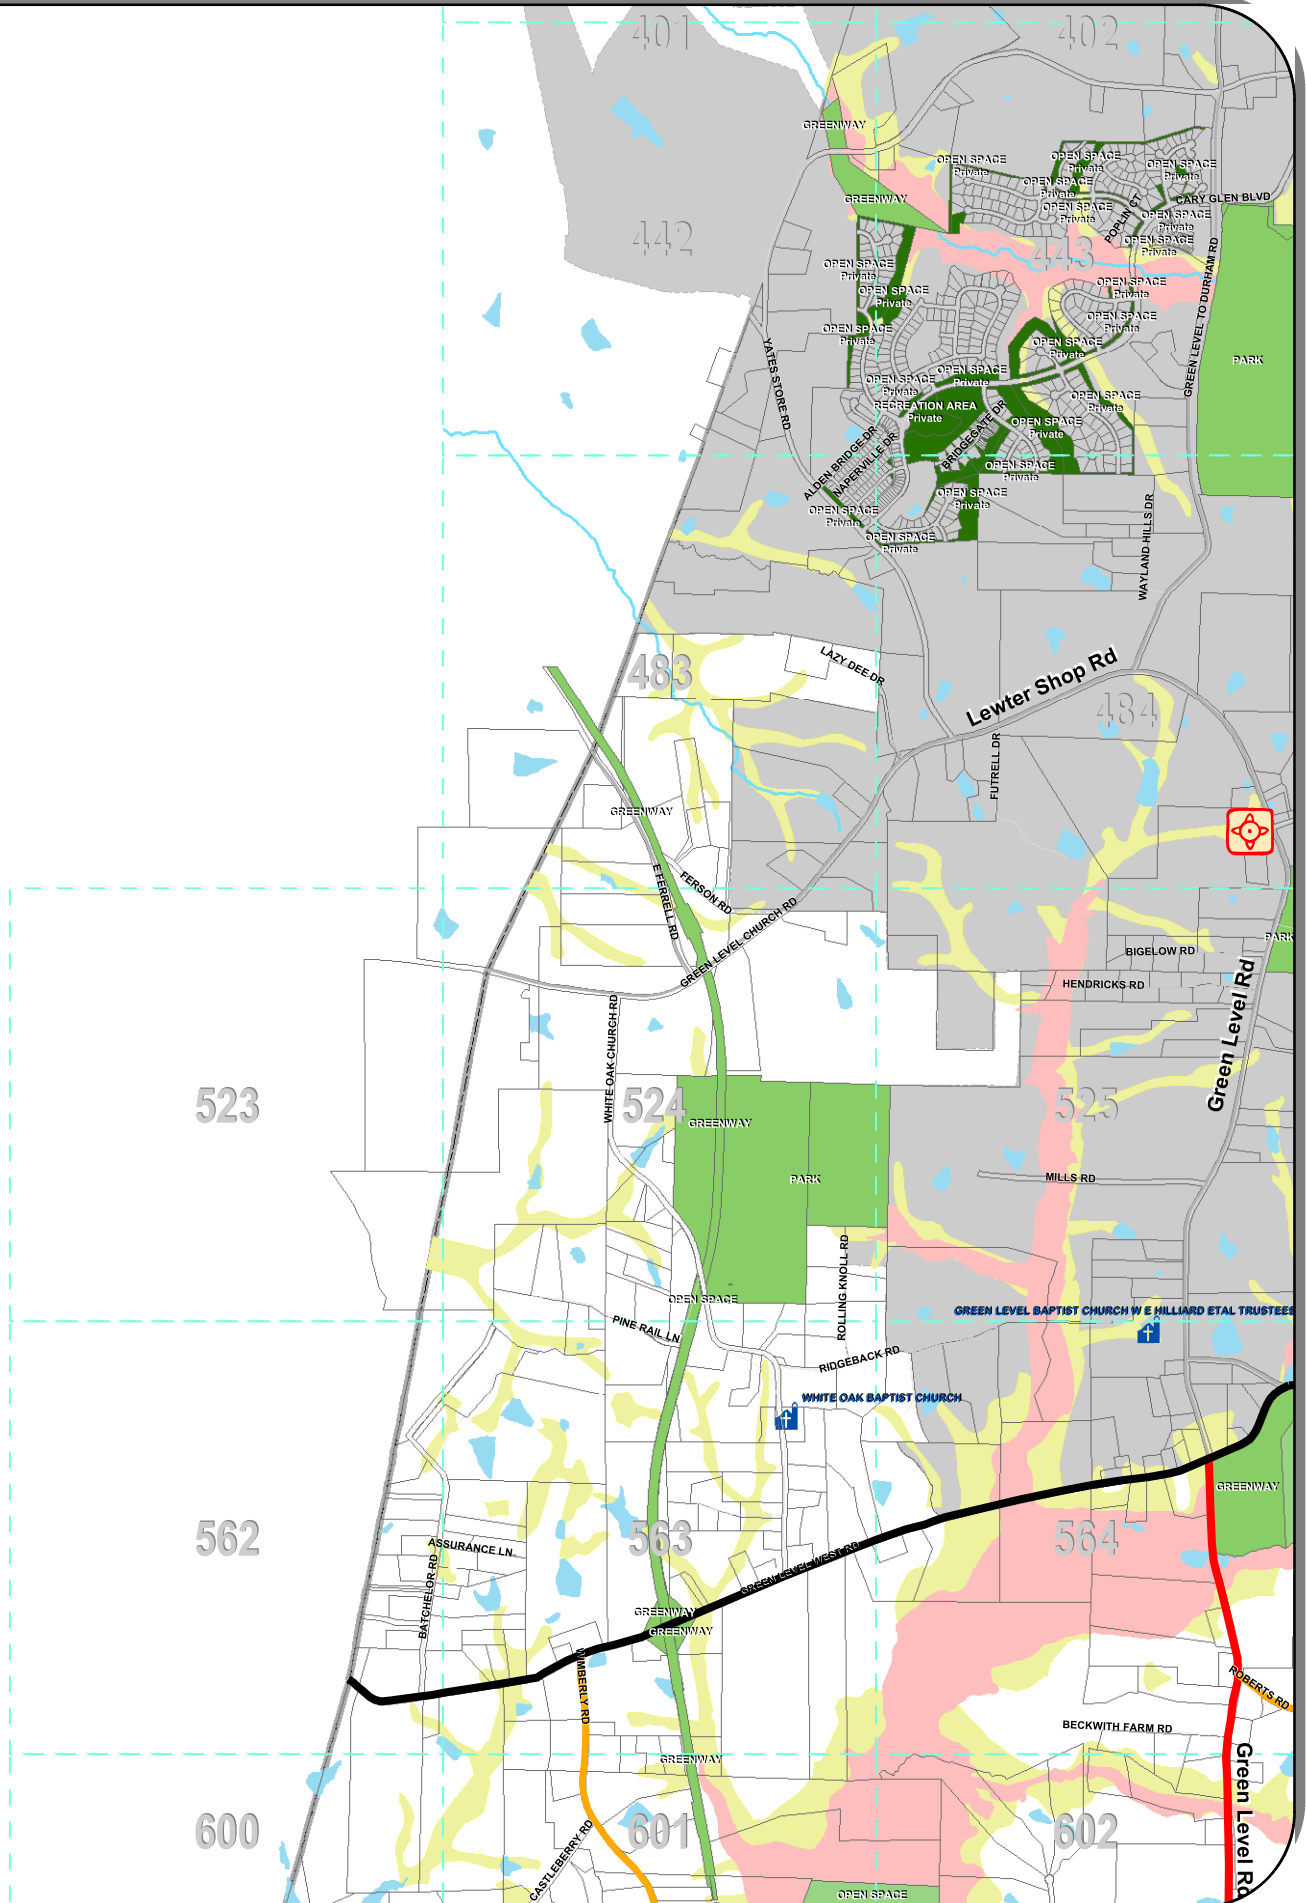 401
402
GREENWAY
OPEN SPACE
Private
OPEN SPACE
Private
OPEN SPACE
Private
OPEN SPACE
Private
GREENWAY
CARY GLEN BLVD
OPEN SPACE
Private
POPLIN CT
OPEN SPACE
Private
442
443
OPEN SPACE
Private
OPEN SPACE
Private
OPEN SPACE
Private
OPEN SPACE
Private
GREEN LEVEL TO DURHAM RD
OPEN SPACE
Private
OPEN SPACE
Private
OPEN SPACE
Private
PARK
YATES STORE RD
OPEN SPACE
Private
OPEN SPACE
Private
RECREATION AREA
Private
OPEN SPACE
Private
OPEN SPACE
Private
ALDEN BRIDGE DR
NAPERVILLE DR
BRIDGEGATE DR
OPEN SPACE
Private
OPEN SPACE
Private
OPEN SPACE
Private
OPEN SPACE
Private
WAYLAND HILLS DR
LAZY DEE DR
483
Lewter Shop Rd
484
FUTRELL DR
GREENWAY
E FERRELL RD
FERSON RD
GREEN LEVEL CHURCH RD
PARK
BIGELOW RD
HENDRICKS RD
Green Level Rd
WHITE OAK CHURCH RD
523
524
525
GREENWAY
PARK
MILLS RD
ROLLING KNOLL RD
OPEN SPACE
GREEN LEVEL BAPTIST CHURCH W E HILLIARD ETAL TRUSTEES
PINE RAIL LN
RIDGEBACK RD
WHITE OAK BAPTIST CHURCH
GREENWAY
562
563
564
ASSURANCE LN
BATCHELOR RD
GREEN LEVEL WEST RD
GREENWAY
GREENWAY
WIMBERLY RD
ROBERTS RD
BECKWITH FARM RD
GREENWAY
Green Level Rd
600
601
602
CASTLEBERRY RD
OPEN SPACE